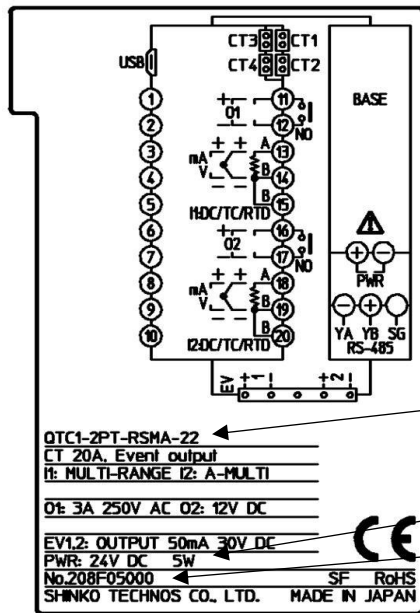 CT3 CT1
USB CT4 CT2
1 + 11 BASE
O1
2 - 12 NO
3 + + A 13
mA
V
4 - - B 14
5 B 15
I1:DC/TC/RTD
6 + 16
O2
7 - 17 + -
NO PWR
8 + + A 18
mA
V
9 - - B 19 - + -
YA YB SG
10 B 20 RS-485
I2:DC/TC/RTD
EV + 1 - + 2 -
QTC1-2PT-RSMA-22
CT 20A, Event output
I1: MULTI-RANGE I2: A-MULTI
O1: 3A 250V AC O2: 12V DC
EV1,2: OUTPUT 50mA 30V DC
PWR: 24V DC 5W CE
No.208F05000 SF RoHS
SHINKO TECHNOS CO., LTD. MADE IN JAPAN